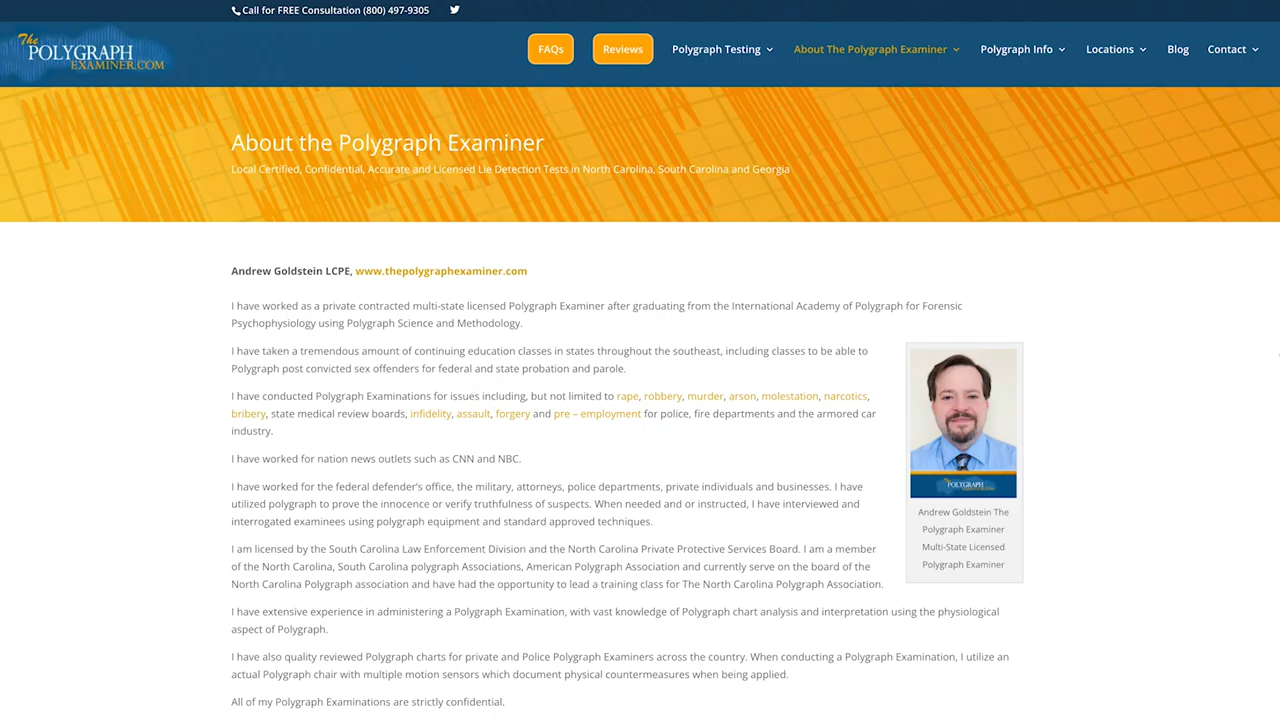 Call for FREE Consultation (800) 497-9305
The
POLYGRAPH
EXAMINER.COM
FAQs
Reviews
Polygraph Testing
About The Polygraph Examiner
Polygraph Info
Locations
Blog
Contact
About the Polygraph Examiner
Local Certified, Confidential, Accurate and Licensed Lie Detection Tests in North Carolina, South Carolina and Georgia
Andrew Goldstein LCPE, www.thepolygraphexaminer.com
I have worked as a private contracted multi-state licensed Polygraph Examiner after graduating from the International Academy of Polygraph for Forensic
Psychophysiology using Polygraph Science and Methodology.
I have taken a tremendous amount of continuing education classes in states throughout the southeast, including classes to be able to
Polygraph post convicted sex offenders for federal and state probation and parole.
I have conducted Polygraph Examinations for issues including, but not limited to rape, robbery, murder, arson, molestation, narcotics,
bribery, state medical review boards, infidelity, assault, forgery and pre – employment for police, fire departments and the armored car
industry.
I have worked for nation news outlets such as CNN and NBC.
I have worked for the federal defender's office, the military, attorneys, police departments, private individuals and businesses. I have
utilized polygraph to prove the innocence or verify truthfulness of suspects. When needed and or instructed, I have interviewed and
interrogated examinees using polygraph equipment and standard approved techniques.
I am licensed by the South Carolina Law Enforcement Division and the North Carolina Private Protective Services Board. I am a member
of the North Carolina, South Carolina polygraph Associations, American Polygraph Association and currently serve on the board of the
North Carolina Polygraph association and have had the opportunity to lead a training class for The North Carolina Polygraph Association.
POLYGRAPH
EXAMINER.COM
Andrew Goldstein The
Polygraph Examiner
Multi-State Licensed
Polygraph Examiner
I have extensive experience in administering a Polygraph Examination, with vast knowledge of Polygraph chart analysis and interpretation using the physiological
aspect of Polygraph.
I have also quality reviewed Polygraph charts for private and Police Polygraph Examiners across the country. When conducting a Polygraph Examination, I utilize an
actual Polygraph chair with multiple motion sensors which document physical countermeasures when being applied.
All of my Polygraph Examinations are strictly confidential.